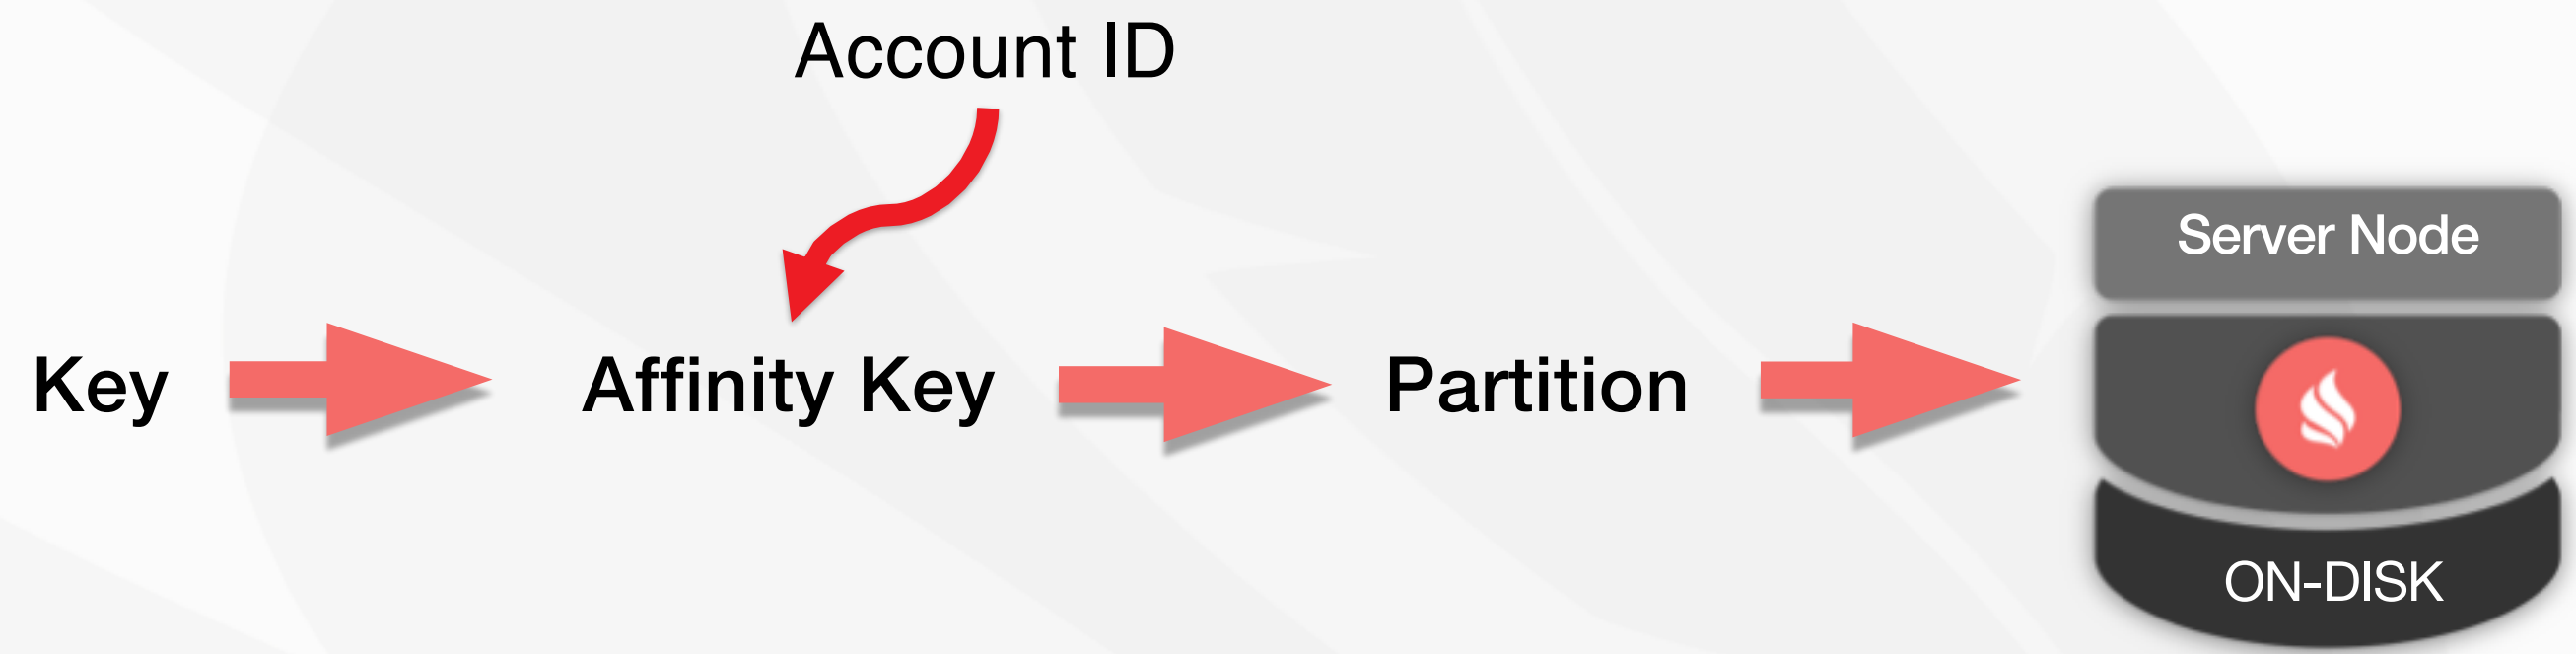 Account ID
Key
Affinity Key
Partition
Server Node
ON-DISK